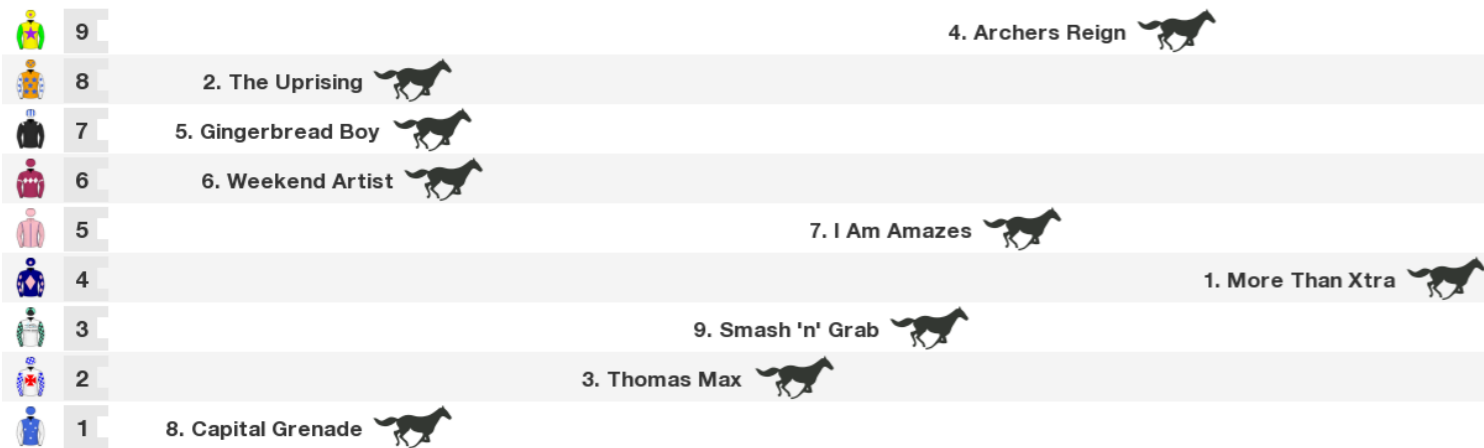 9 4. Archers Reign
8 2. The Uprising
7 5. Gingerbread Boy
6 6. Weekend Artist
5 7. I Am Amazes
4 1. More Than Xtra
3 9. Smash 'n' Grab
2 3. Thomas Max
1 8. Capital Grenade